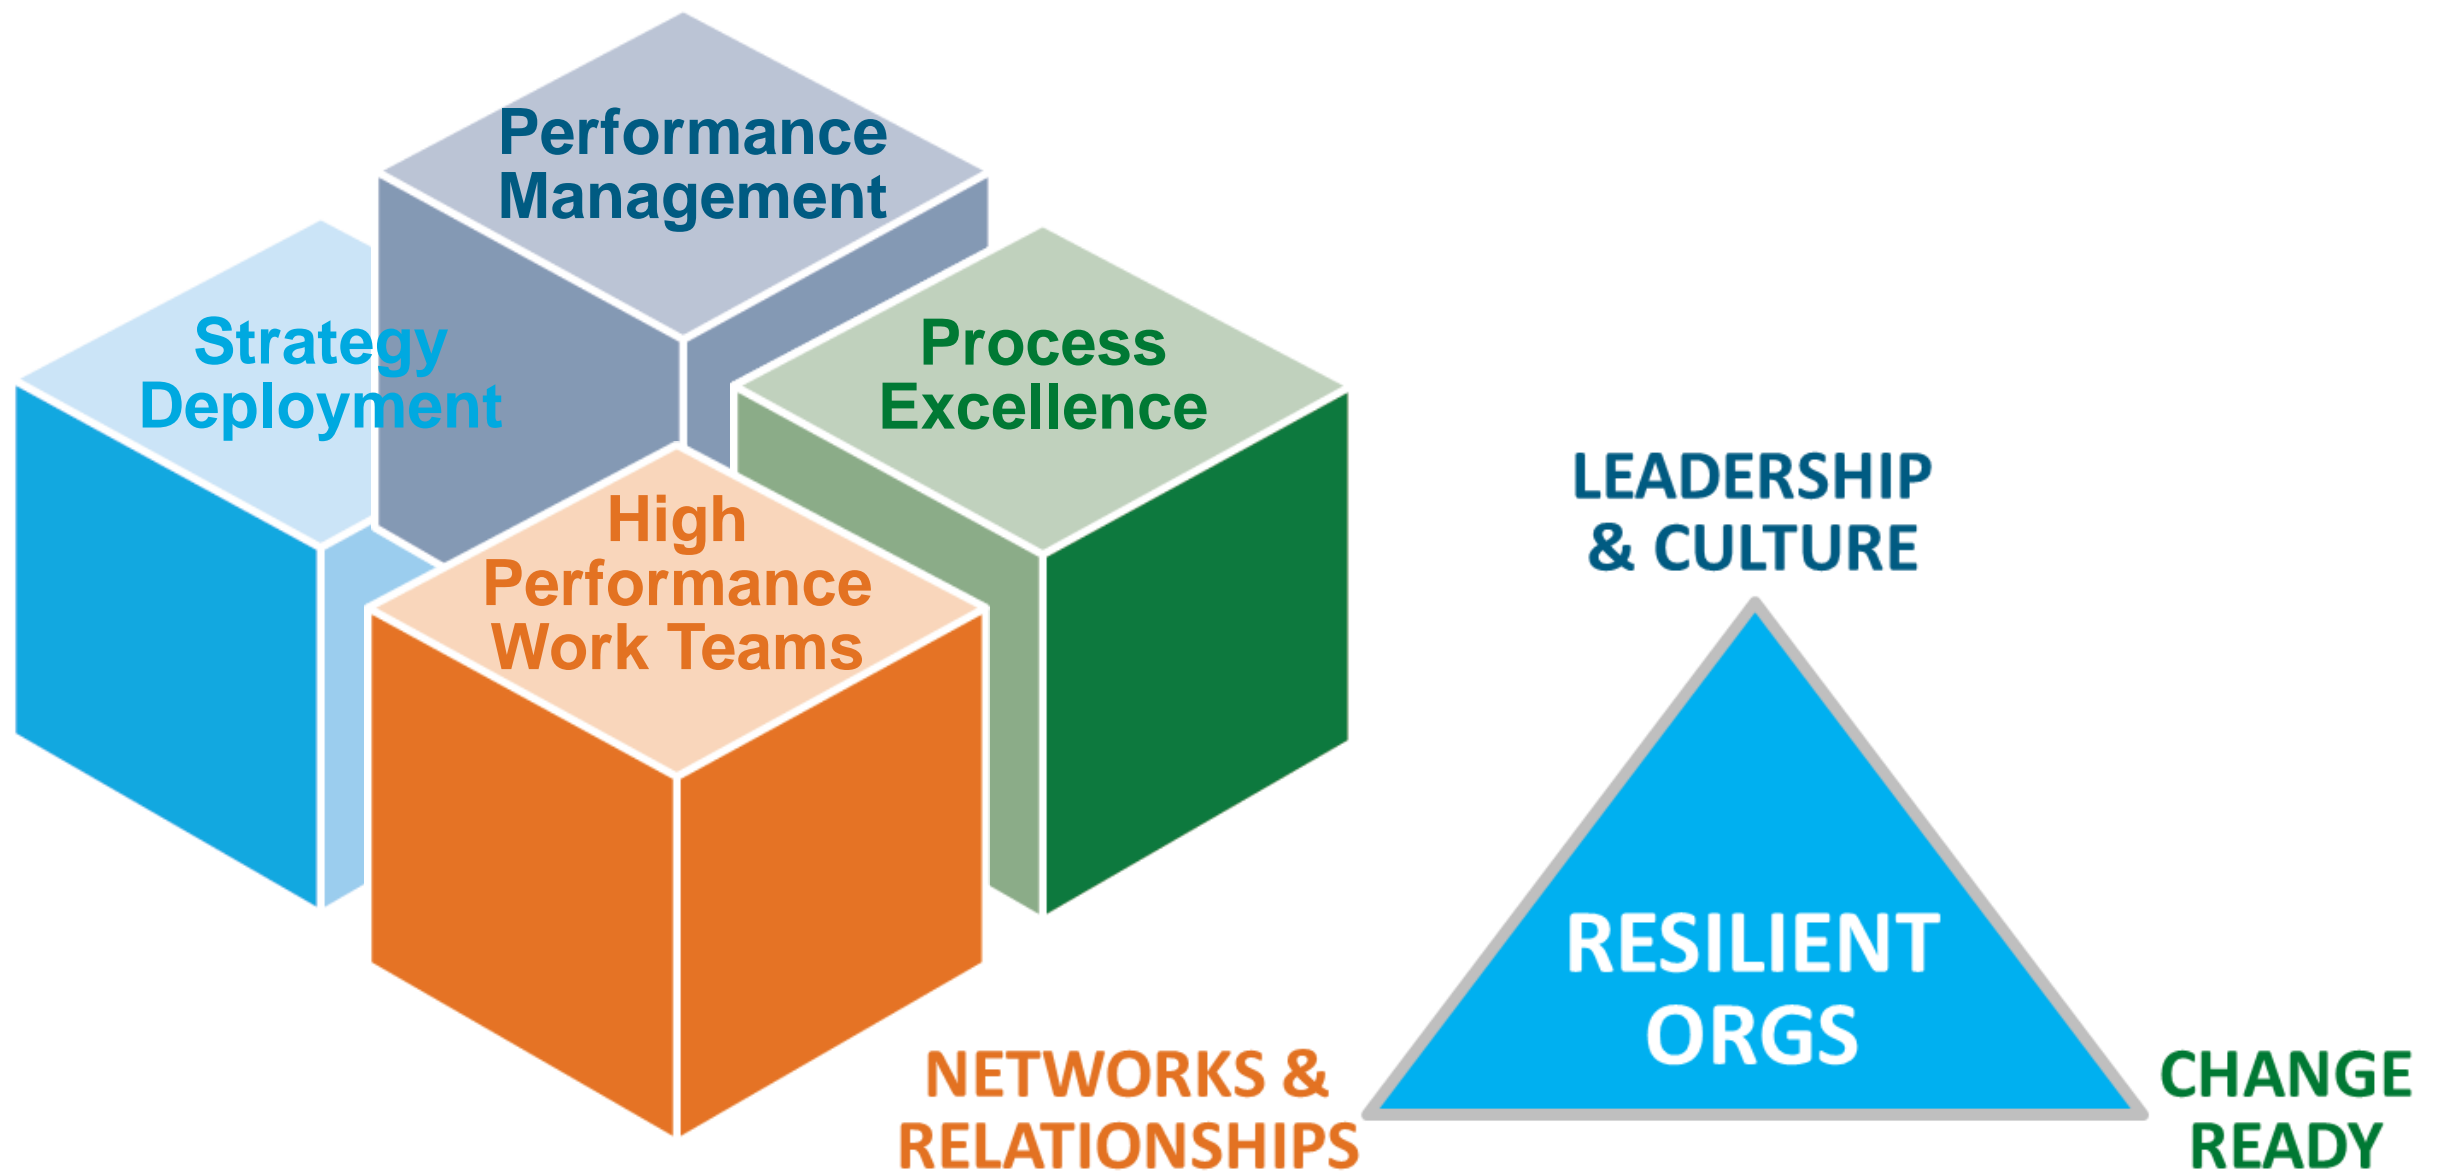 Performance
Management
Strategy
Deployment
Process
Excellence
High
Performance
Work Teams
LEADERSHIP
& CULTURE
RESILIENT
ORGS
NETWORKS &
RELATIONSHIPS
CHANGE
READY